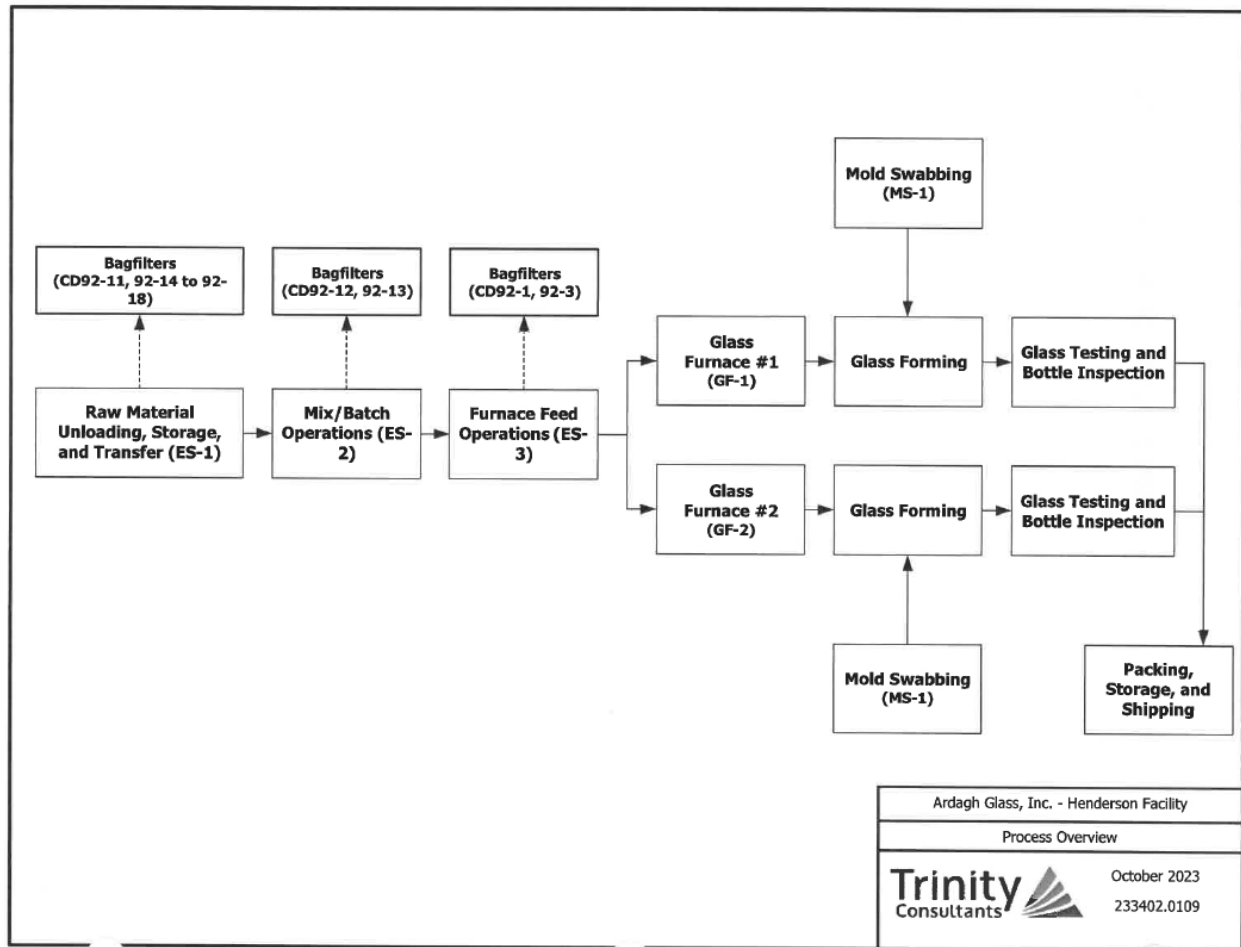 Mold Swabbing
(MS-1)
Bagfilters
(CD92-11, 92-14 to 92-
18)
Bagfilters
(CD92-12, 92-13)
Bagfilters
(CD92-1, 92-3)
Glass
Furnace #1
(GF-1)
Glass Forming
Glass Testing and
Bottle Inspection
Raw Material
Unloading, Storage,
and Transfer (ES-1)
Mix/Batch
Operations (ES-
2)
Furnace Feed
Operations (ES-
3)
Glass
Furnace #2
(GF-2)
Glass Forming
Glass Testing and
Bottle Inspection
Mold Swabbing
(MS-1)
Packing,
Storage, and
Shipping
Ardagh Glass, Inc. - Henderson Facility
Process Overview
Trinity
Consultants
October 2023
233402.0109